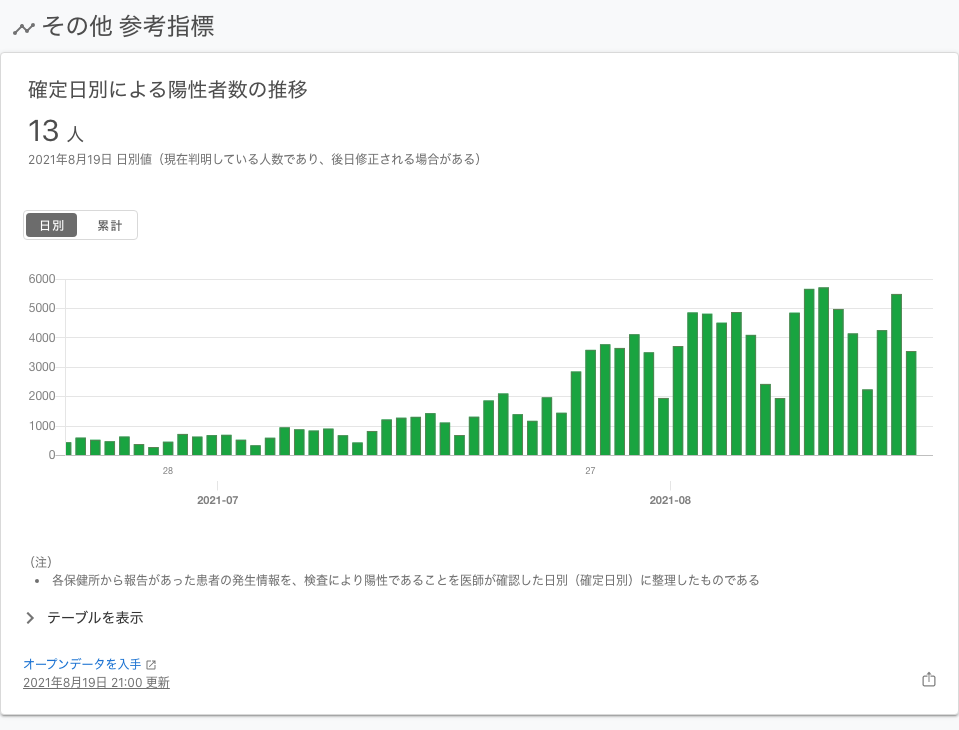 その他 参考指標
確定日別による陽性者数の推移
13 人
2021年8月19日 日別値（現在判明している人数であり、後日修正される場合がある）
日別 累計
6000
5000
4000
3000
2000
1000
0
28 27
2021-07 2021-08
（注）
• 各保健所から報告があった患者の発生情報を、検査により陽性であることを医師が確認した日別（確定日別）に整理したものである
テーブルを表示
オープンデータを入手
2021年8月19日 21:00 更新